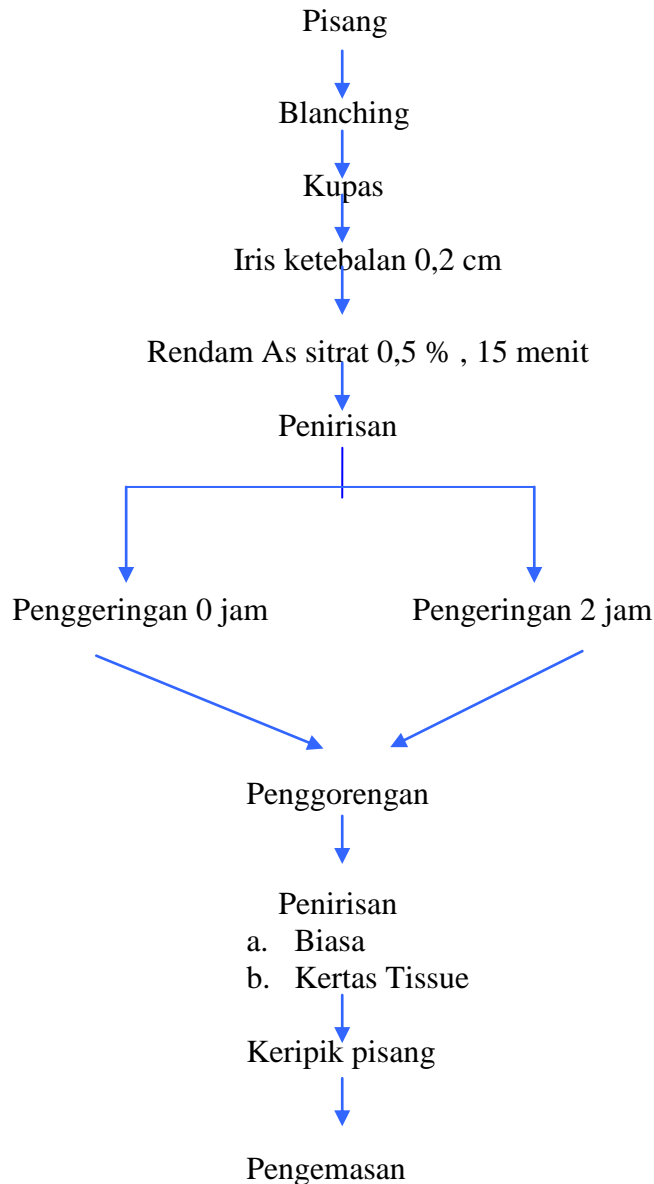 Pisang
Blanching
Kupas
Iris ketebalan 0,2 cm
Rendam As sitrat 0,5 % , 15 menit
Penirisan
Penggeringan 0 jam
Pengeringan 2 jam
Penggorengan
Penirisan
a. Biasa
b. Kertas Tissue
Keripik pisang
Pengemasan